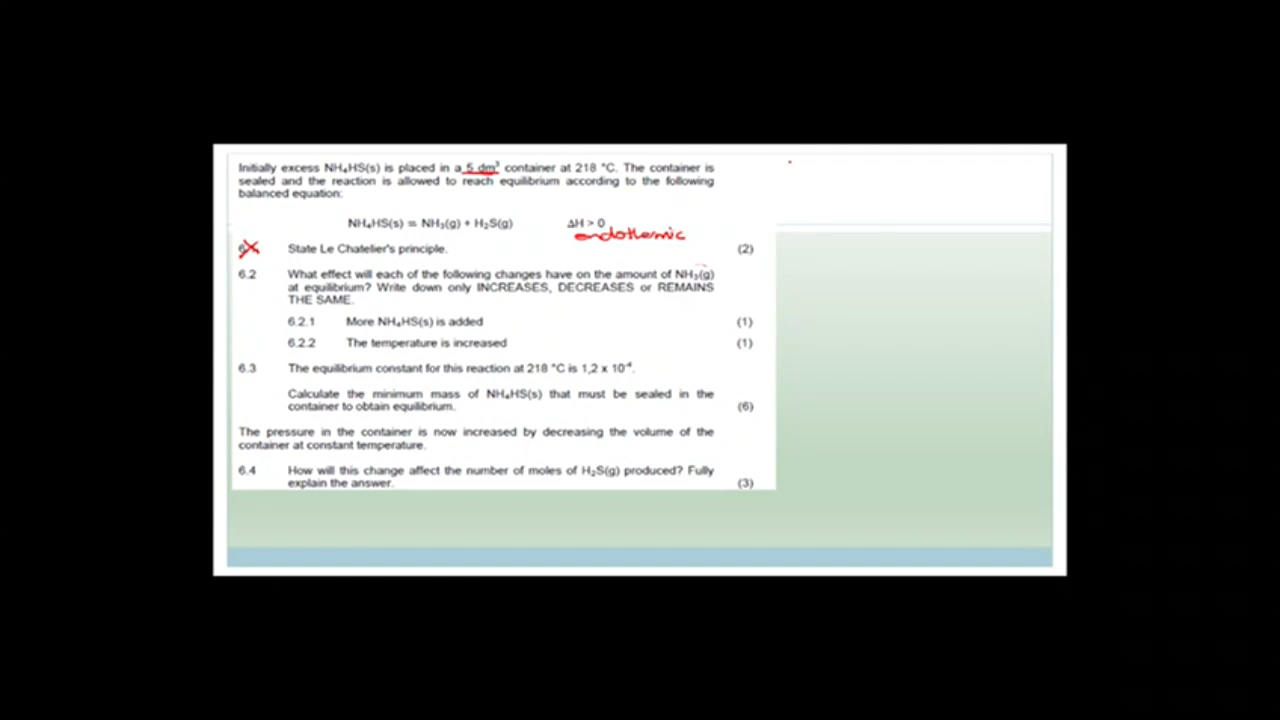 Initially excess NH₄HS(s) is placed in a 5 dm³ container at 218 °C. The container is
sealed and the reaction is allowed to reach equilibrium according to the following
balanced equation:
NH₄HS(s) ⇌ NH₃(g) + H₂S(g) ΔH > 0
endothermic
State Le Chatelier's principle. (2)
6.2 What effect will each of the following changes have on the amount of NH₃(g)
at equilibrium? Write down only INCREASES, DECREASES or REMAINS
THE SAME.
6.2.1 More NH₄HS(s) is added (1)
6.2.2 The temperature is increased (1)
6.3 The equilibrium constant for this reaction at 218 °C is 1,2 x 10⁻⁴.
Calculate the minimum mass of NH₄HS(s) that must be sealed in the
container to obtain equilibrium. (6)
The pressure in the container is now increased by decreasing the volume of the
container at constant temperature.
6.4 How will this change affect the number of moles of H₂S(g) produced? Fully
explain the answer. (3)